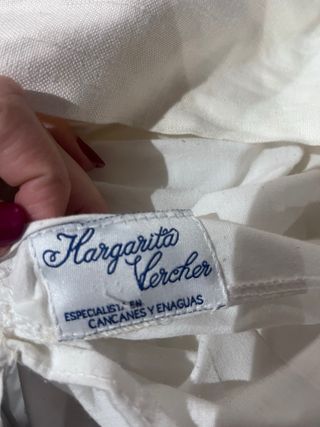 Margarita
Vercher
ESPECIALISTA EN
CANCANES Y ENAGUAS